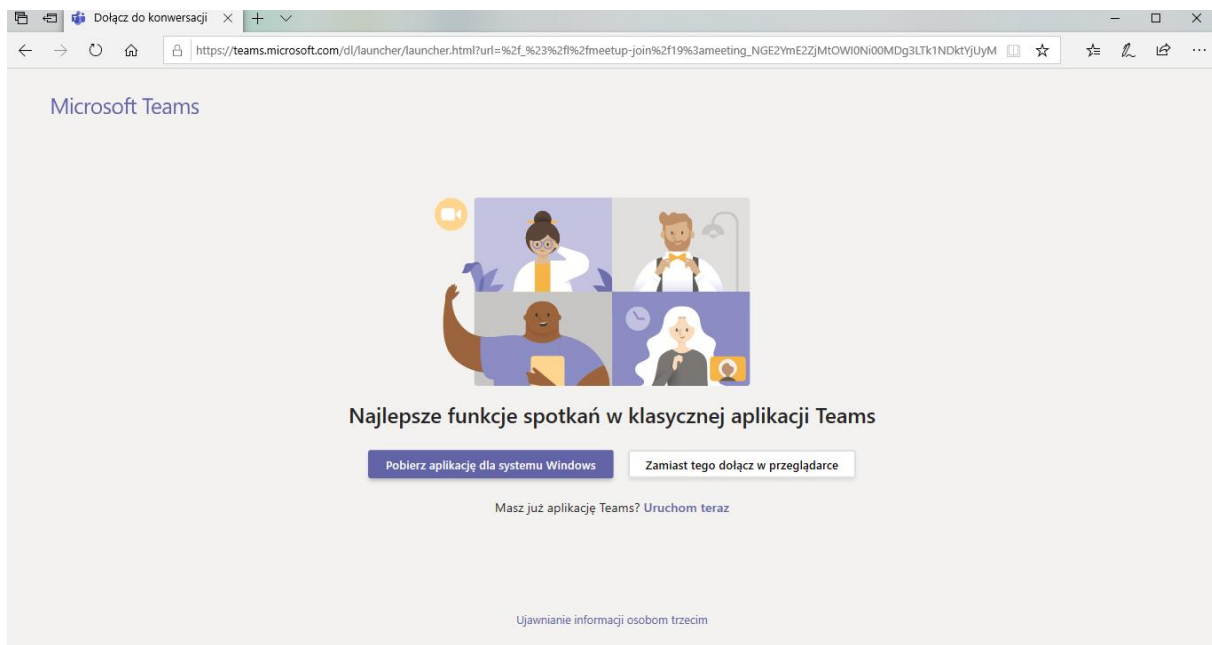 Dołącz do konwersacji
https://teams.microsoft.com/dl/launcher/launcher.html?url=%2f_%23%2fl%2fmeetup-join%2f19%3ameeting_NGE2YmE2ZjMtOWI0Ni00MDg3LTk1NDktYjUyM
Microsoft Teams
Najlepsze funkcje spotkań w klasycznej aplikacji Teams
Pobierz aplikację dla systemu Windows
Zamiast tego dołącz w przeglądarce
Masz już aplikację Teams? Uruchom teraz
Ujawnianie informacji osobom trzecim